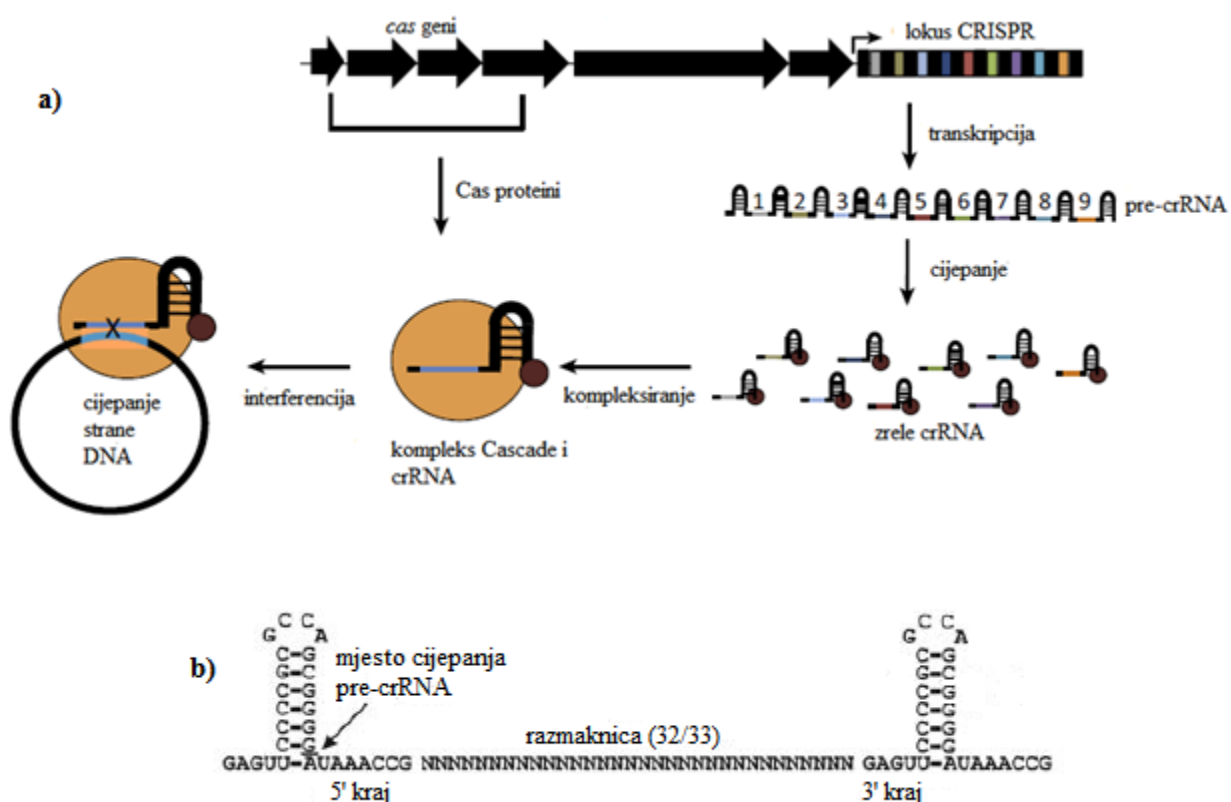 cas geni
lokus CRISPR
a)
transkripcija
Cas proteini
1 2 3 4 5 6 7 8 9
pre-crRNA
cijepanje
X
cijepanje
strane
DNA
interferencija
kompleks Cascade i
crRNA
kompleksiranje
zrele crRNA
b)
C C
G A
C-G
G-C
C-G
C-G
C-G
C-G
mjesto cijepanja
pre-crRNA
razmaknica (32/33)
C C
G A
C-G
G-C
C-G
C-G
C-G
C-G
GAGUU-AUAAACCG NNNNNNNNNNNNNNNNNNNNNNNNNNNNNNNN GAGUU-AUAAACCG
5' kraj
3' kraj